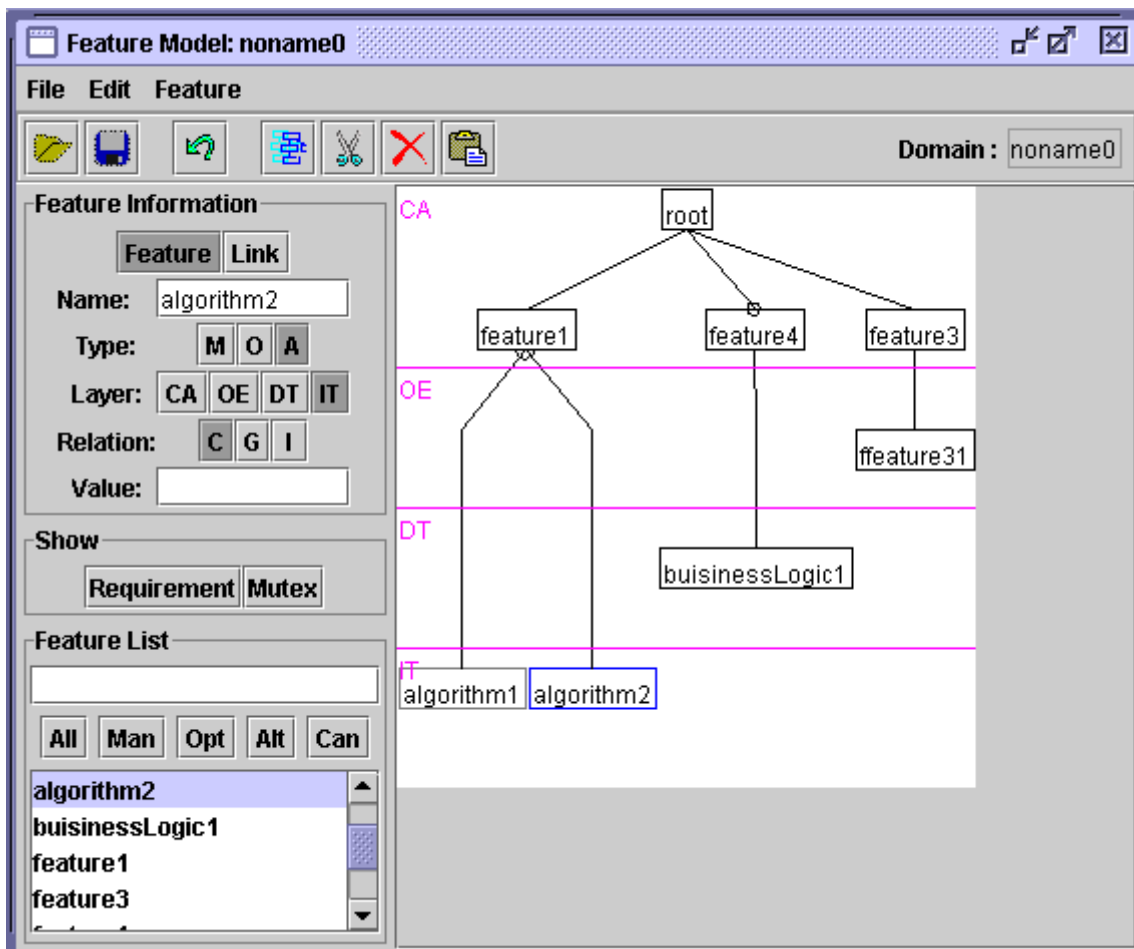 Feature Model: noname0
File Edit Feature
Domain : noname0
Feature Information
Feature Link
Name: algorithm2
Type: M O A
Layer: CA OE DT IT
Relation: C G I
Value:
Show
Requirement Mutex
Feature List
All Man Opt Alt Can
algorithm2
buisinessLogic1
feature1
feature3
CA
root
feature1 feature4 feature3
OE
ffeature31
DT
buisinessLogic1
IT
algorithm1 algorithm2